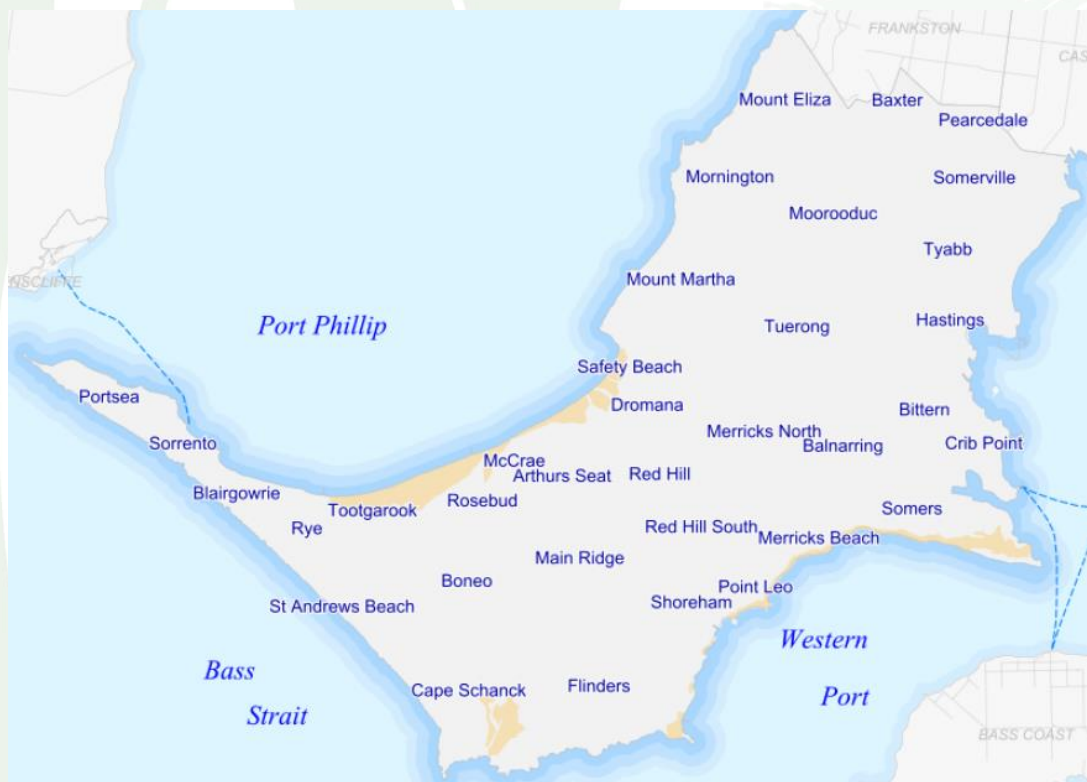 FRANKSTON
CAS
Mount Eliza
Baxter
Pearcedale
Mornington
Somerville
Moorooduc
Tyabb
ENSCLIFFE
Mount Martha
Port Phillip
Tuerong
Hastings
Safety Beach
Portsea
Dromana
Bittern
Sorrento
Merricks North
Balnarring
Crib Point
McCrae
Arthurs Seat
Red Hill
Blairgowrie
Rosebud
Tootgarook
Somers
Rye
Red Hill South
Merricks Beach
Main Ridge
Boneo
Point Leo
Shoreham
St Andrews Beach
Western
Port
Bass
Strait
Cape Schanck
Flinders
BASS COAST